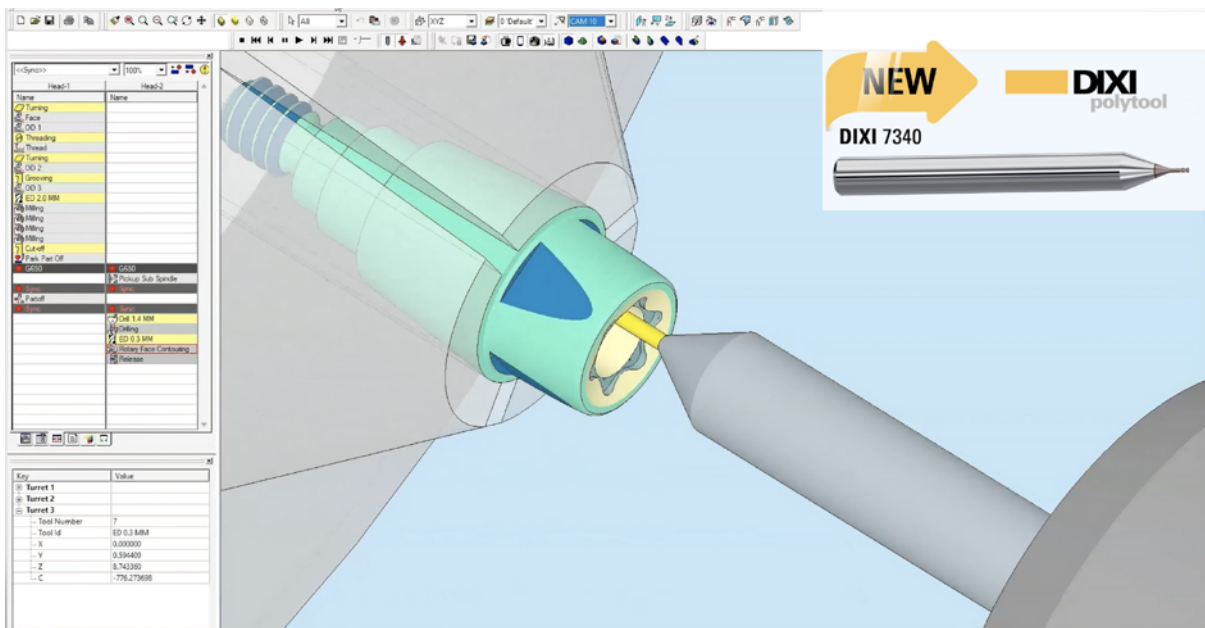 All
XYZ
0 'Default'
CAM 10
<<Sync>>
100%
Head-1 Head-2
Name Name
Turning
Face
OD 1
Threading
Thread
Turning
OD 2
Grooving
OD 3
ED 2.0 MM
Milling
Milling
Milling
Milling
Cut-off
Park Part Off
G650 G650
Pickup Sub Spindle
Sync Sync
Partoff
Sync Sync
Drill 1.4 MM
Drilling
ED 0.3 MM
Rotary Face Contouring
Release
Key Value
Turret 1
Turret 2
Turret 3
Tool Number 7
Tool Id ED 0.3 MM
X 0.000000
Y 0.594409
Z 8.743360
C -776.273698
NEW
DIXI
polytool
DIXI 7340